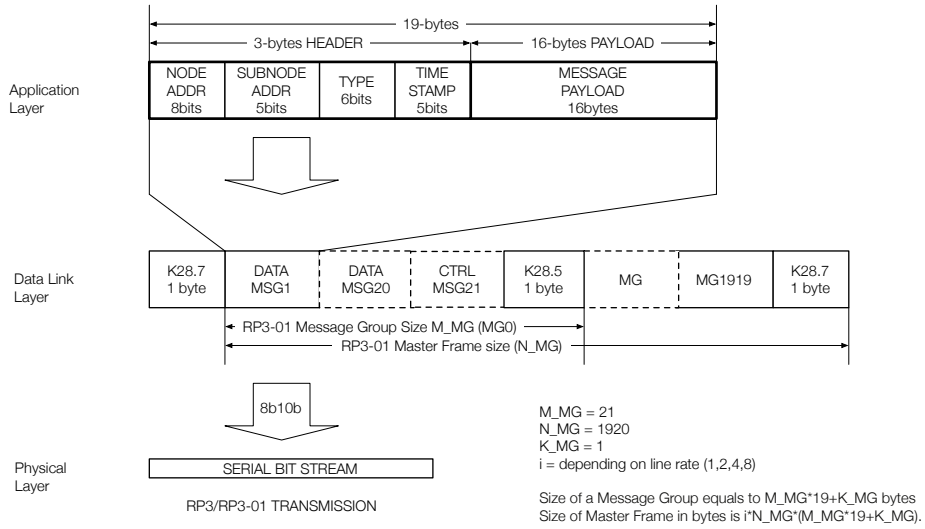 19-bytes
3-bytes HEADER
16-bytes PAYLOAD
Application
Layer
NODE
ADDR
8bits
SUBNODE
ADDR
5bits
TYPE
6bits
TIME
STAMP
5bits
MESSAGE
PAYLOAD
16bytes
Data Link
Layer
K28.7
1 byte
DATA
MSG1
DATA
MSG20
CTRL
MSG21
K28.5
1 byte
MG
MG1919
K28.7
1 byte
RP3-01 Message Group Size M_MG (MG0)
RP3-01 Master Frame size (N_MG)
8b10b
Physical
Layer
SERIAL BIT STREAM
RP3/RP3-01 TRANSMISSION
M_MG = 21
N_MG = 1920
K_MG = 1
i = depending on line rate (1,2,4,8)
Size of a Message Group equals to M_MG*19+K_MG bytes
Size of Master Frame in bytes is i*N_MG*(M_MG*19+K_MG).